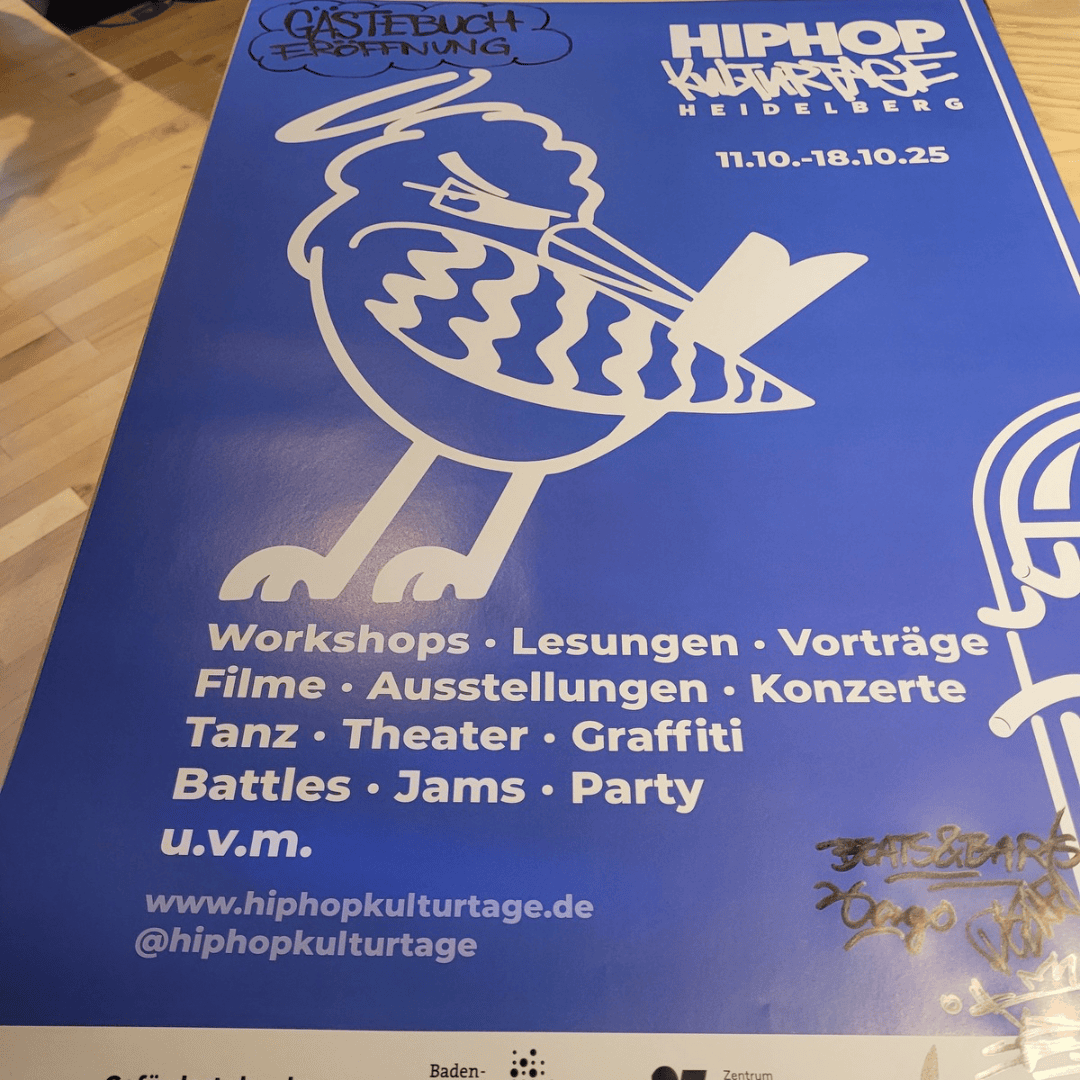 GÄSTEBUCH
ERÖFFNUNG
HIPHOP
KULTURTAGE
HEIDELBERG
11.10.-18.10.25
Workshops • Lesungen • Vorträge
Filme • Ausstellungen • Konzerte
Tanz • Theater • Graffiti
Battles • Jams • Party
u.v.m.
www.hiphopkulturtage.de
@hiphopkulturtage
BEATS&BARS
Baden-
Zentrum